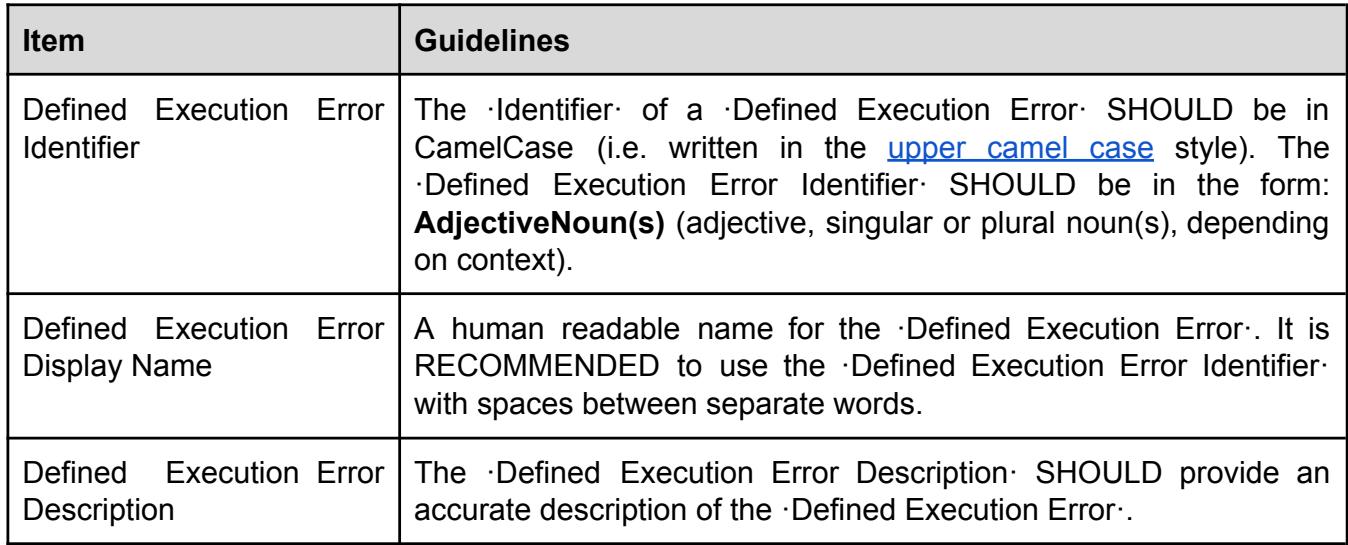 Item Guidelines
Defined Execution Error
Identifier
The ·Identifier· of a ·Defined Execution Error· SHOULD be in
CamelCase (i.e. written in the upper camel case style). The
·Defined Execution Error Identifier· SHOULD be in the form:
AdjectiveNoun(s) (adjective, singular or plural noun(s), depending
on context).
Defined Execution Error
Display Name
A human readable name for the ·Defined Execution Error·. It is
RECOMMENDED to use the ·Defined Execution Error Identifier·
with spaces between separate words.
Defined Execution Error
Description
The ·Defined Execution Error Description· SHOULD provide an
accurate description of the ·Defined Execution Error·.